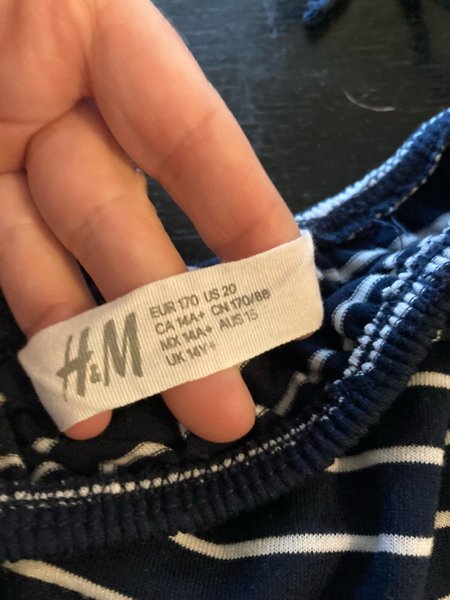 H&M
EUR 170 US 20
CA 14A+ CN 170/88
MX 14A+ AUS 15
UK 14Y+